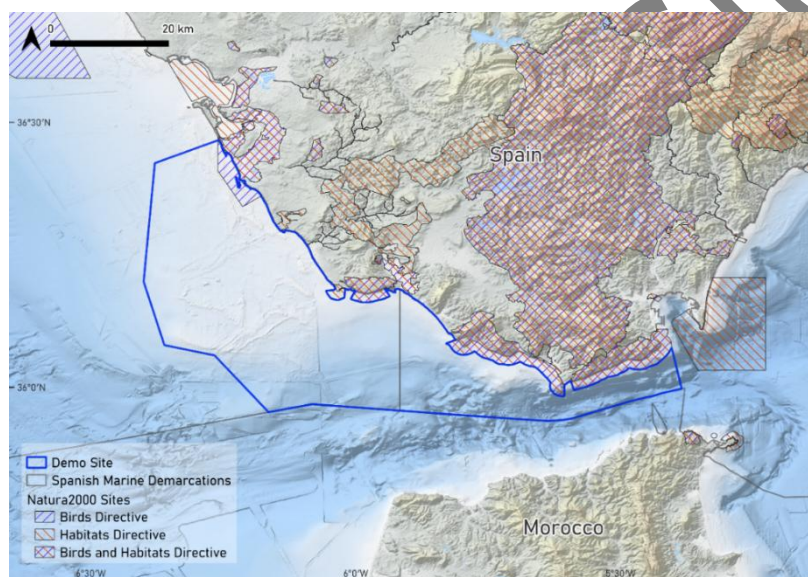 0 20 km
36°30'N
Spain
36°0'N
Demo Site
Spanish Marine Demarcations
Natura2000 Sites
Birds Directive
Habitats Directive
Birds and Habitats Directive
Morocco
6°30'W 6°0'W 5°30'W